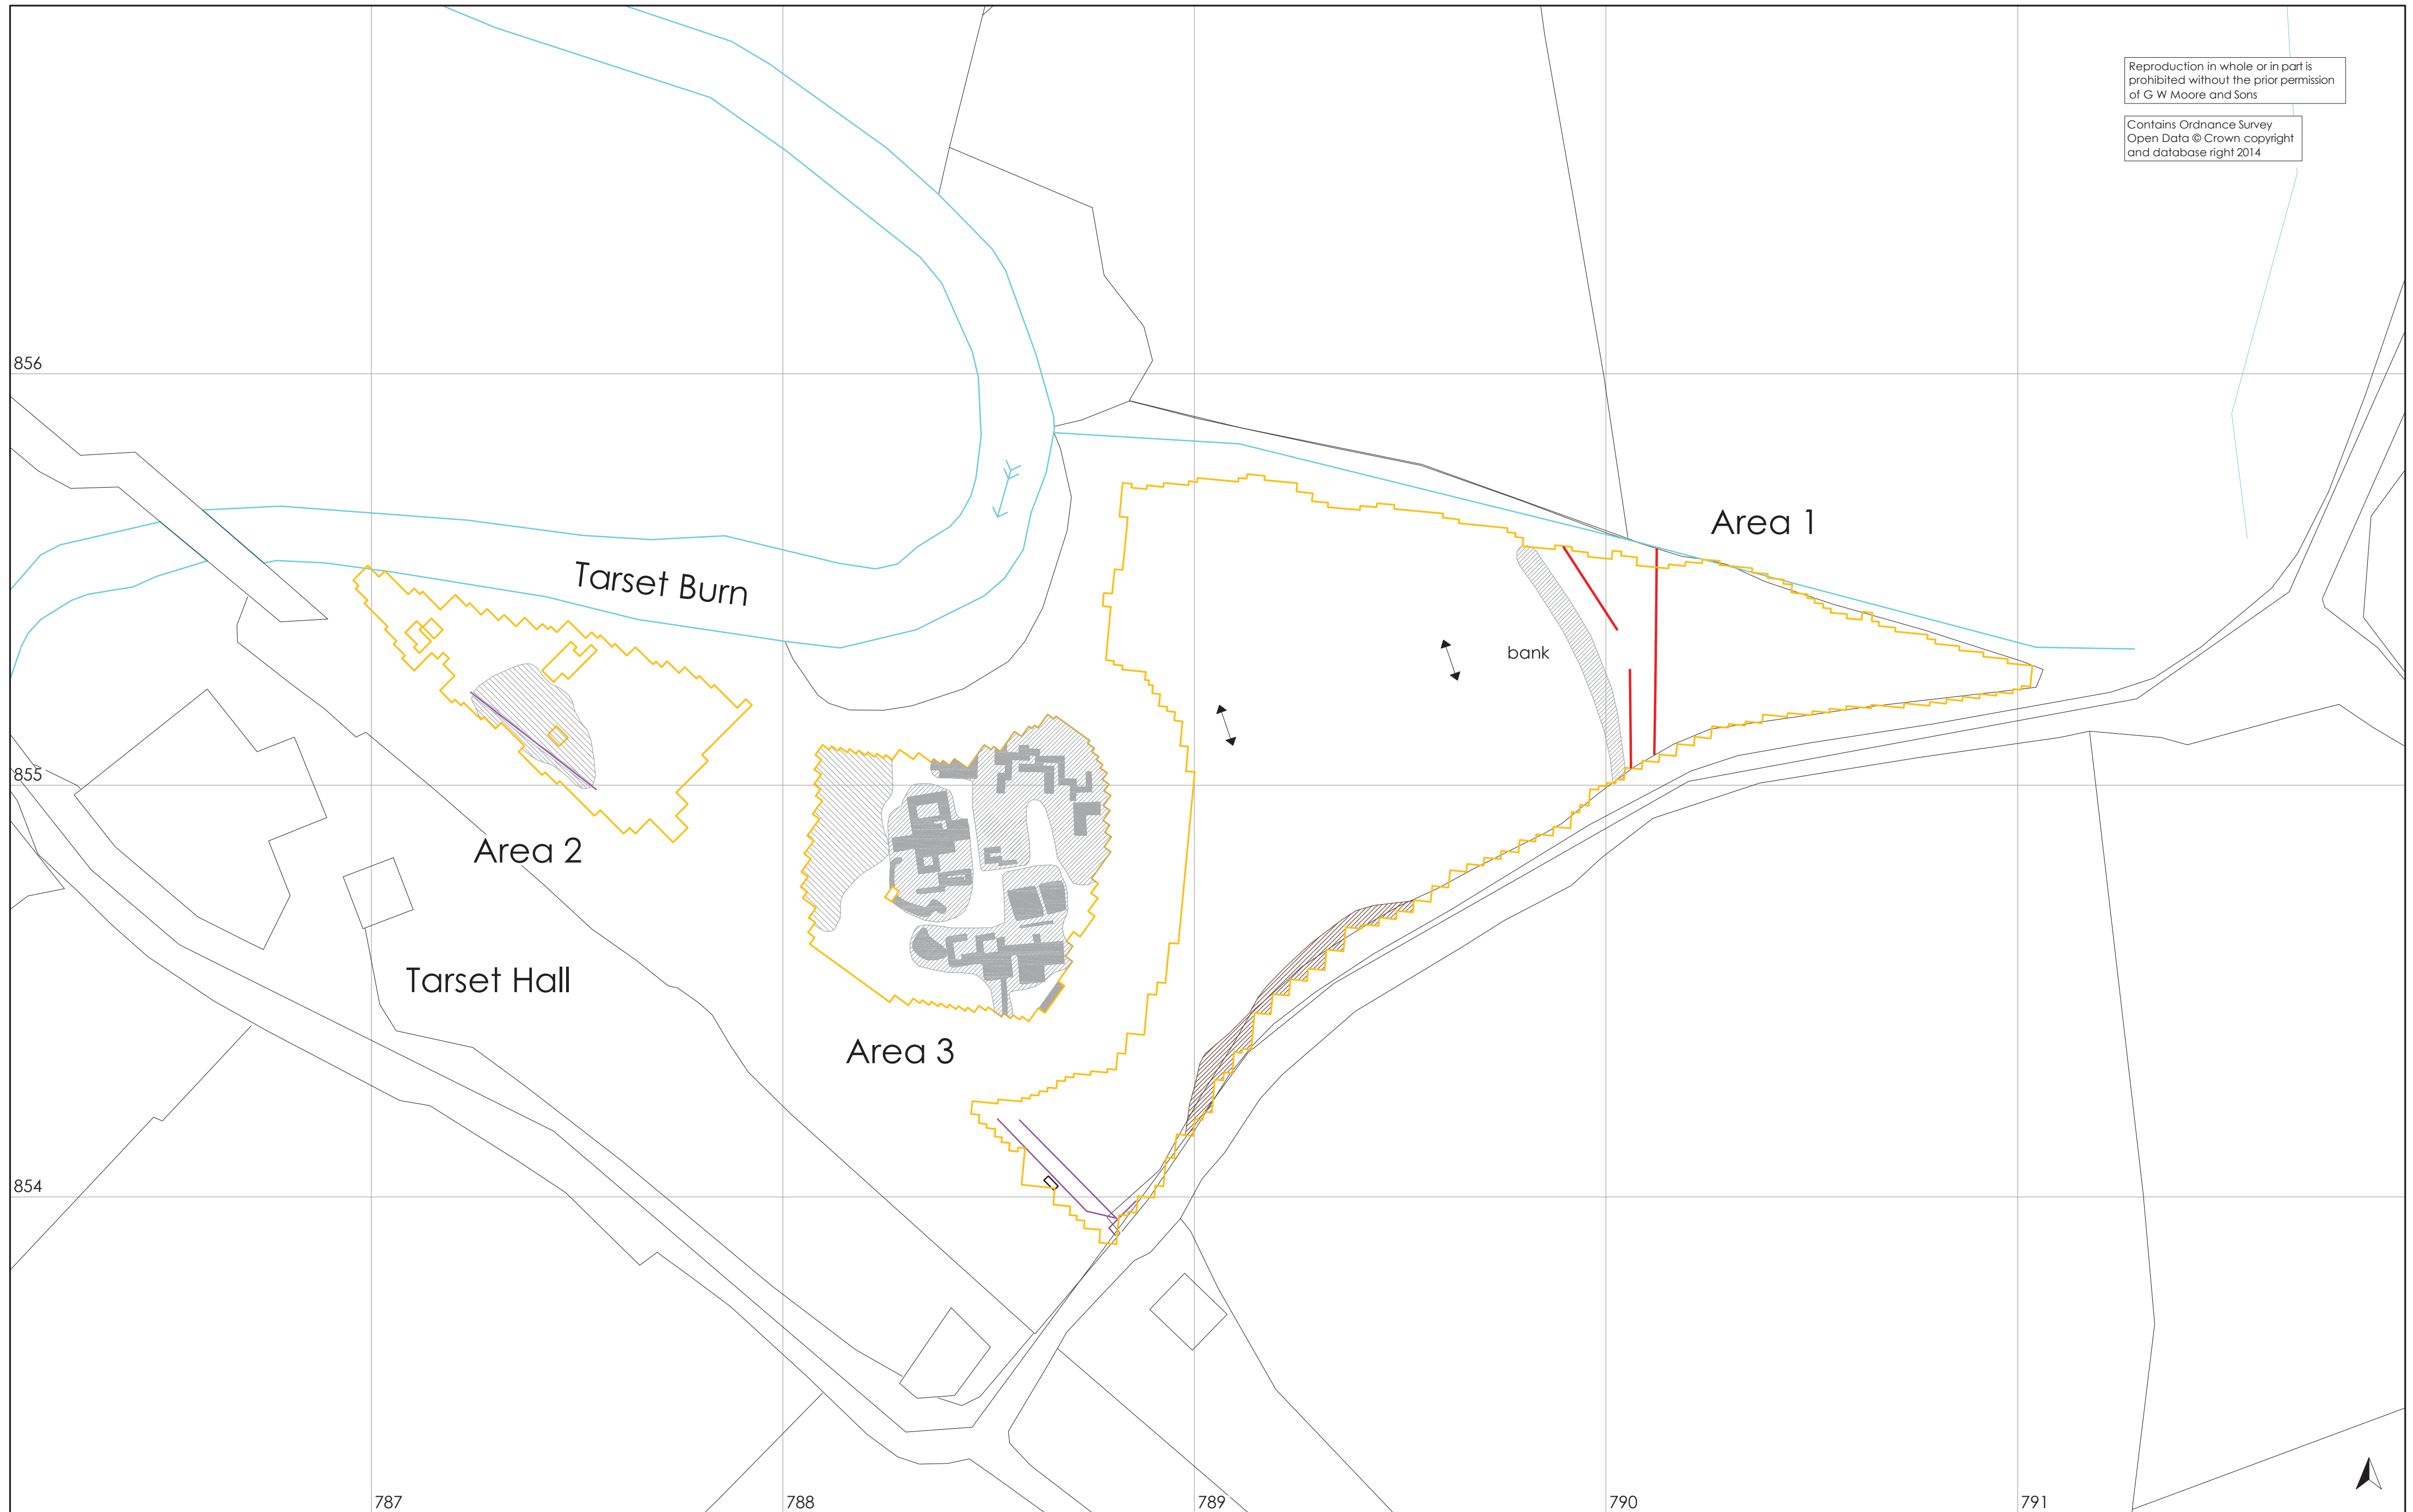 Reproduction in whole or in part is
prohibited without the prior permission
of G W Moore and Sons
Contains Ordnance Survey
Open Data © Crown copyright
and database right 2014
856
Area 1
Tarset Burn
bank
855
Area 2
Tarset Hall
Area 3
854
787
788
789
790
791